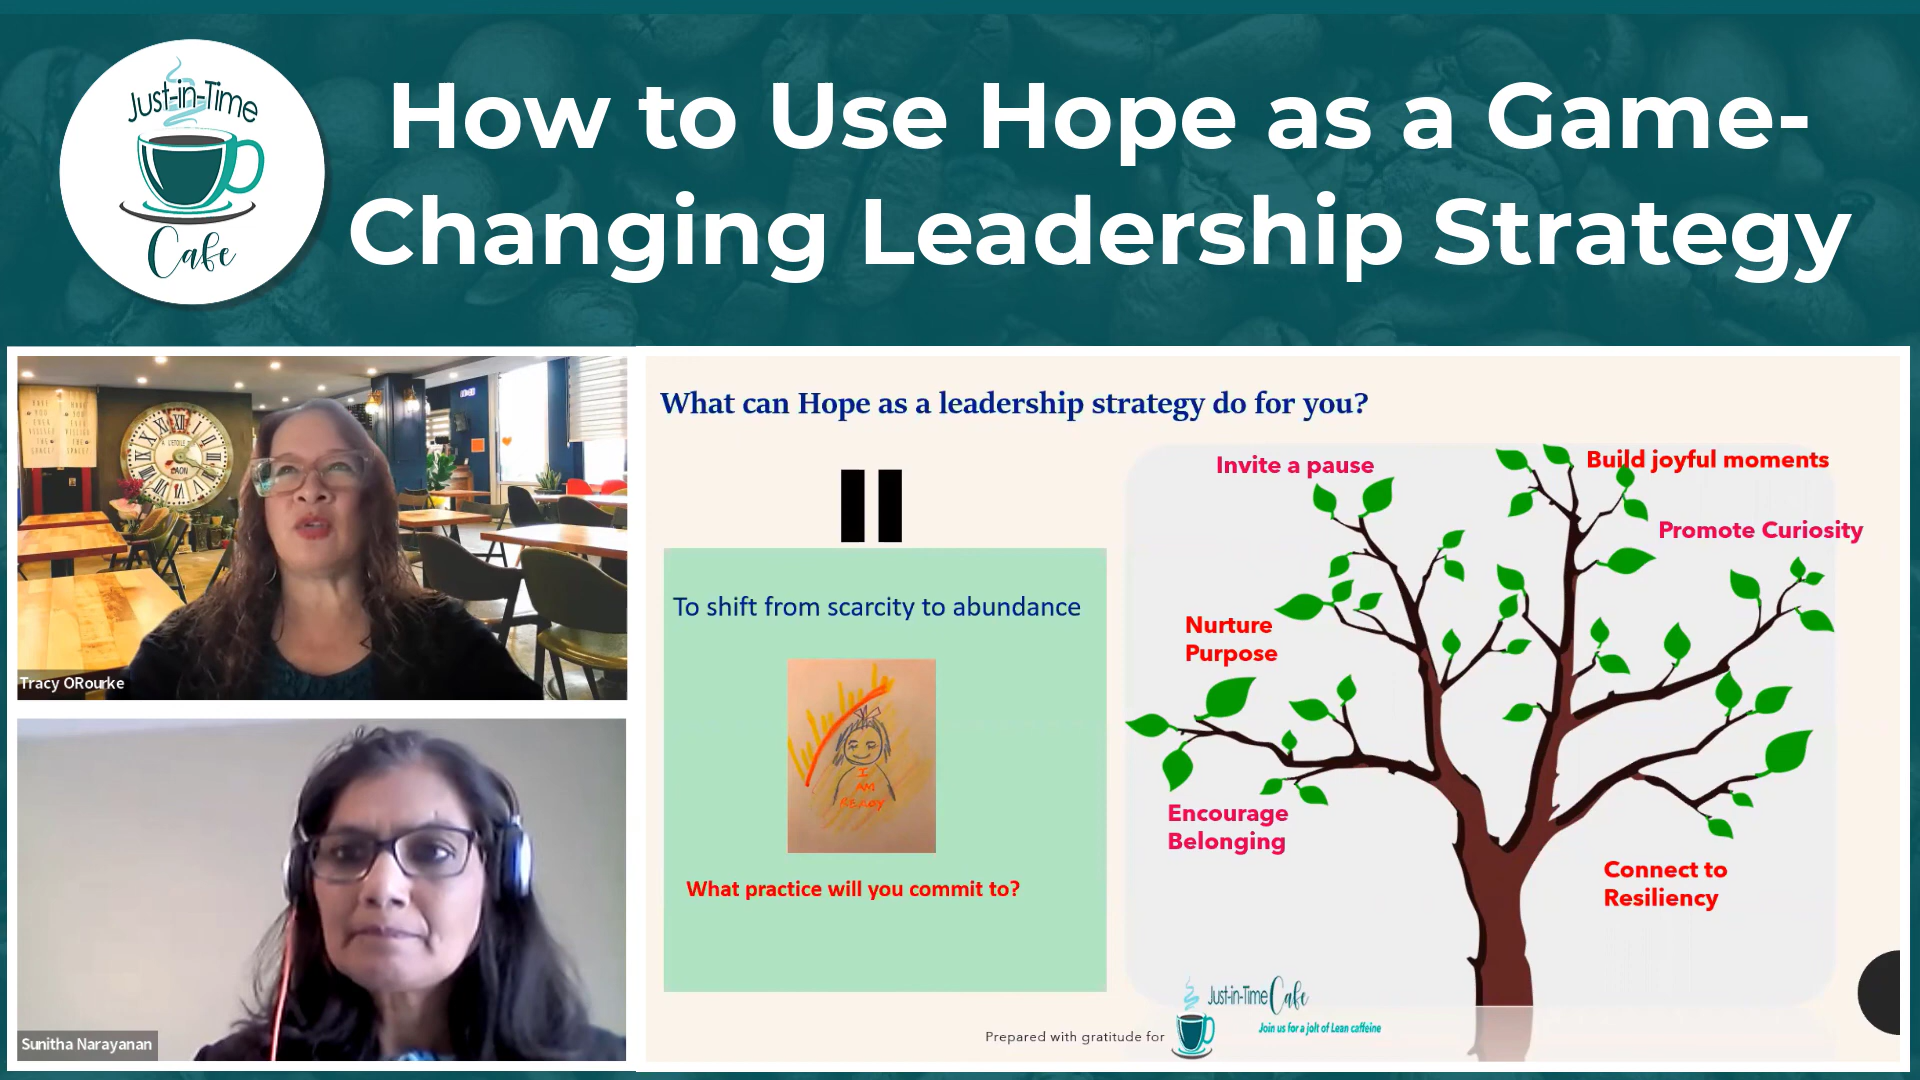 Just-in-Time
Cafe
How to Use Hope as a Game-
Changing Leadership Strategy
Tracy ORourke
Sunitha Narayanan
What can Hope as a leadership strategy do for you?
To shift from scarcity to abundance
I
AM
READY
What practice will you commit to?
Invite a pause
Build joyful moments
Promote Curiosity
Nurture
Purpose
Encourage
Belonging
Connect to
Resiliency
Prepared with gratitude for
Just-in-Time Cafe
Join us for a jolt of Lean caffeine